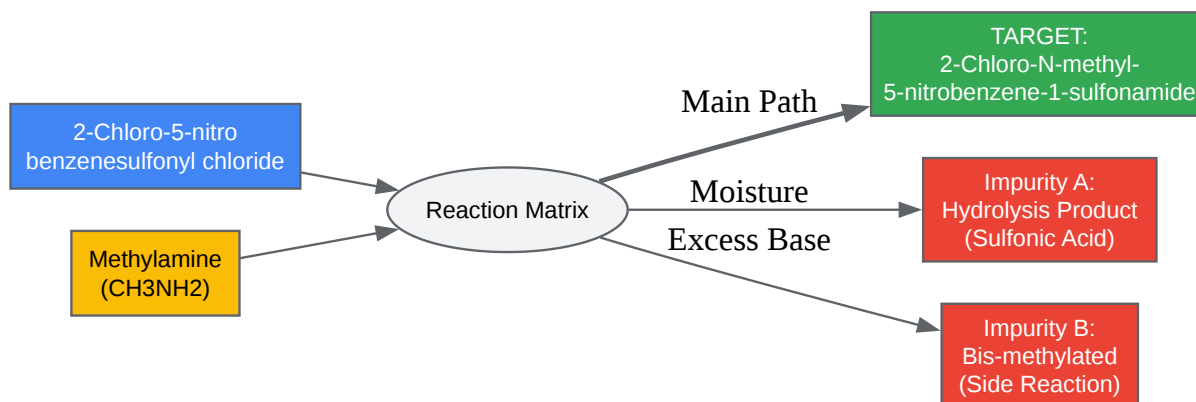 TARGET:
2-Chloro-N-methyl-
5-nitrobenzene-1-sulfonamide
Main Path
2-Chloro-5-nitro
benzenesulfonyl chloride
Impurity A:
Hydrolysis Product
(Sulfonic Acid)
Moisture
Reaction Matrix
Excess Base
Methylamine
(CH3NH2)
Impurity B:
Bis-methylated
(Side Reaction)